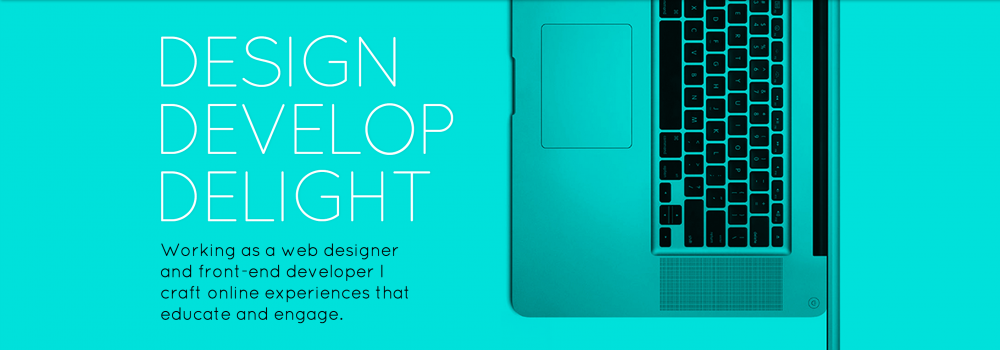 DESIGN
DEVELOP
DELIGHT
Working as a web designer
and front-end developer I
craft online experiences that
educate and engage.